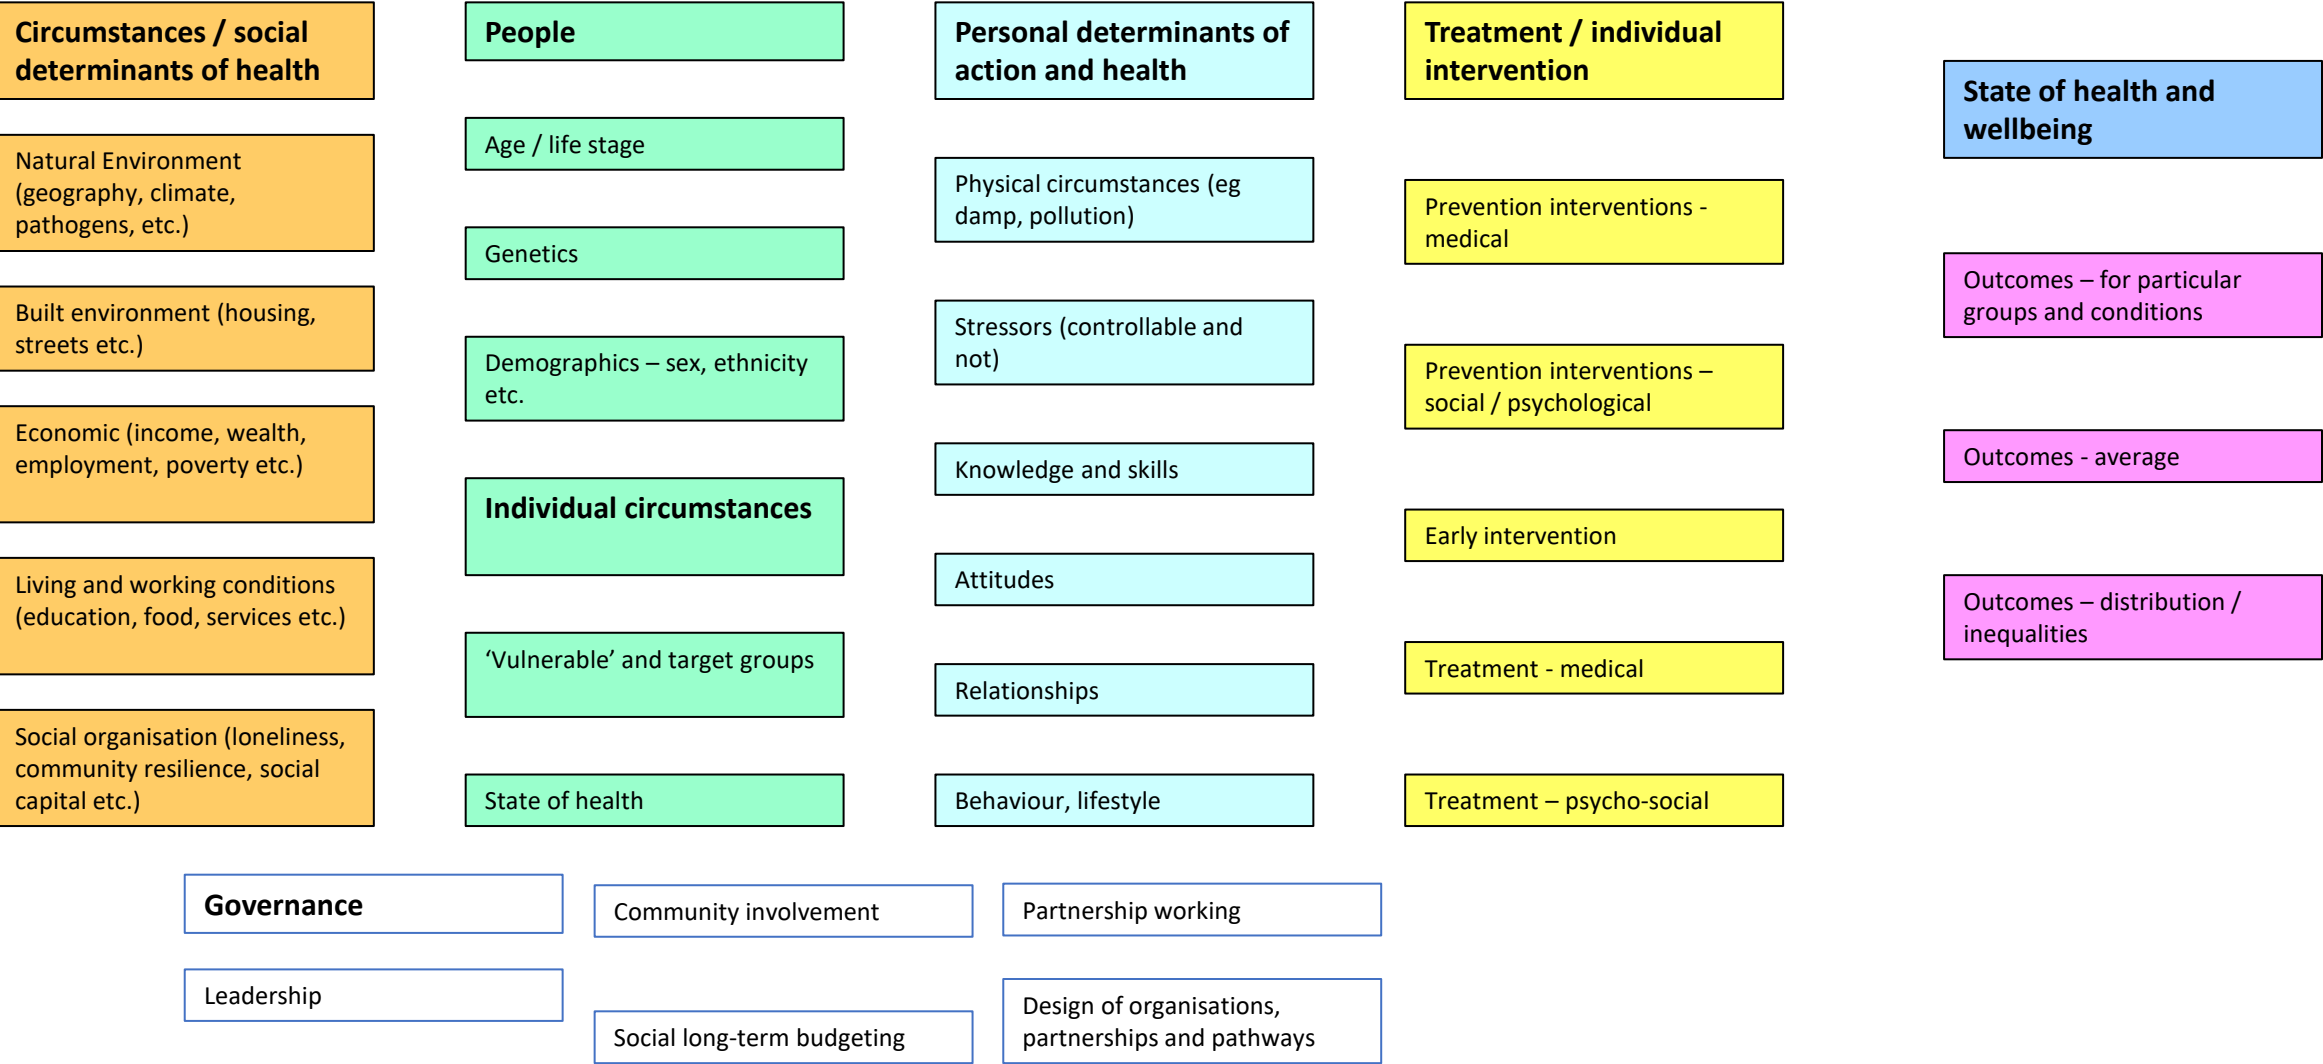 Circumstances / social
determinants of health
Natural Environment
(geography, climate,
pathogens, etc.)
Built environment (housing,
streets etc.)
Economic (income, wealth,
employment, poverty etc.)
Living and working conditions
(education, food, services etc.)
Social organisation (loneliness,
community resilience, social
capital etc.)
People
Age / life stage
Genetics
Demographics – sex, ethnicity
etc.
Individual circumstances
‘Vulnerable’ and target groups
State of health
Personal determinants of
action and health
Physical circumstances (eg
damp, pollution)
Stressors (controllable and
not)
Knowledge and skills
Attitudes
Relationships
Behaviour, lifestyle
Treatment / individual
intervention
Prevention interventions -
medical
Prevention interventions –
social / psychological
Early intervention
Treatment - medical
Treatment – psycho-social
State of health and
wellbeing
Outcomes – for particular
groups and conditions
Outcomes - average
Outcomes – distribution /
inequalities
Governance
Leadership
Community involvement
Social long-term budgeting
Partnership working
Design of organisations,
partnerships and pathways